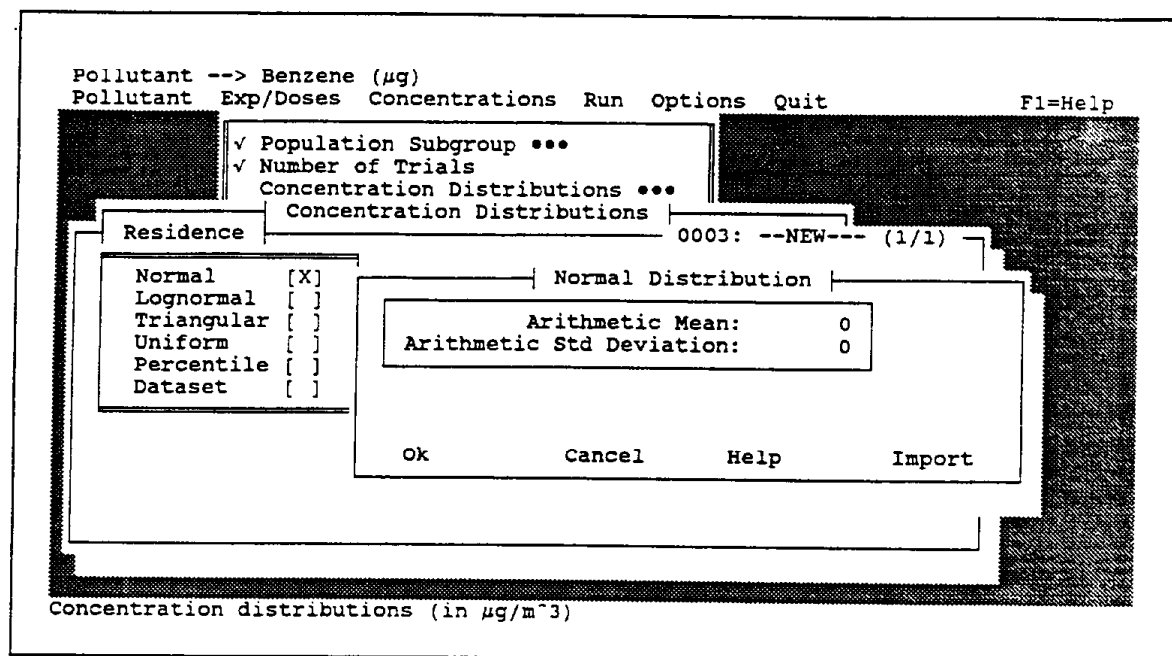 Pollutant --> Benzene (μg)
Pollutant Exp/Doses Concentrations Run Options Quit F1=Help
√ Population Subgroup •••
√ Number of Trials
Concentration Distributions •••
Concentration Distributions
Residence 0003: --NEW--- (1/1)
Normal [X]
Lognormal [ ]
Triangular [ ]
Uniform [ ]
Percentile [ ]
Dataset [ ]
Normal Distribution
Arithmetic Mean: 0
Arithmetic Std Deviation: 0
Ok Cancel Help Import
Concentration distributions (in μg/m^3)